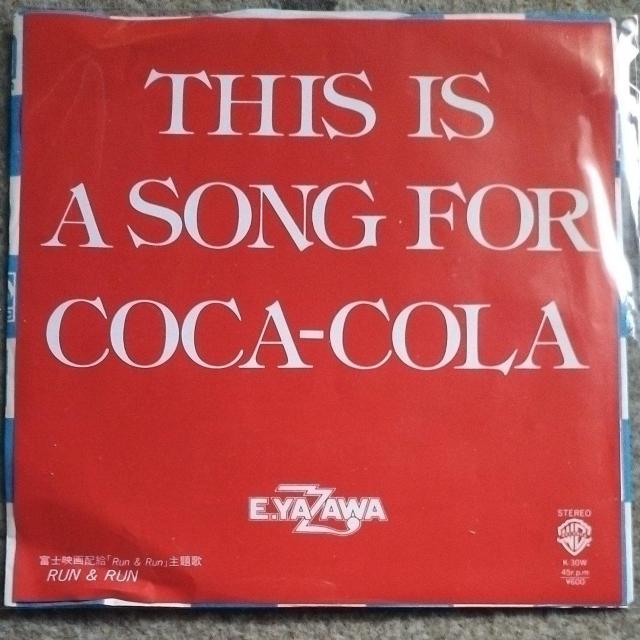 THIS IS
A SONG FOR
COCA-COLA
E.YAZAWA
富士映画配給「Run & Run」主題歌
RUN & RUN
STEREO
K-30W
45r.p.m
¥600